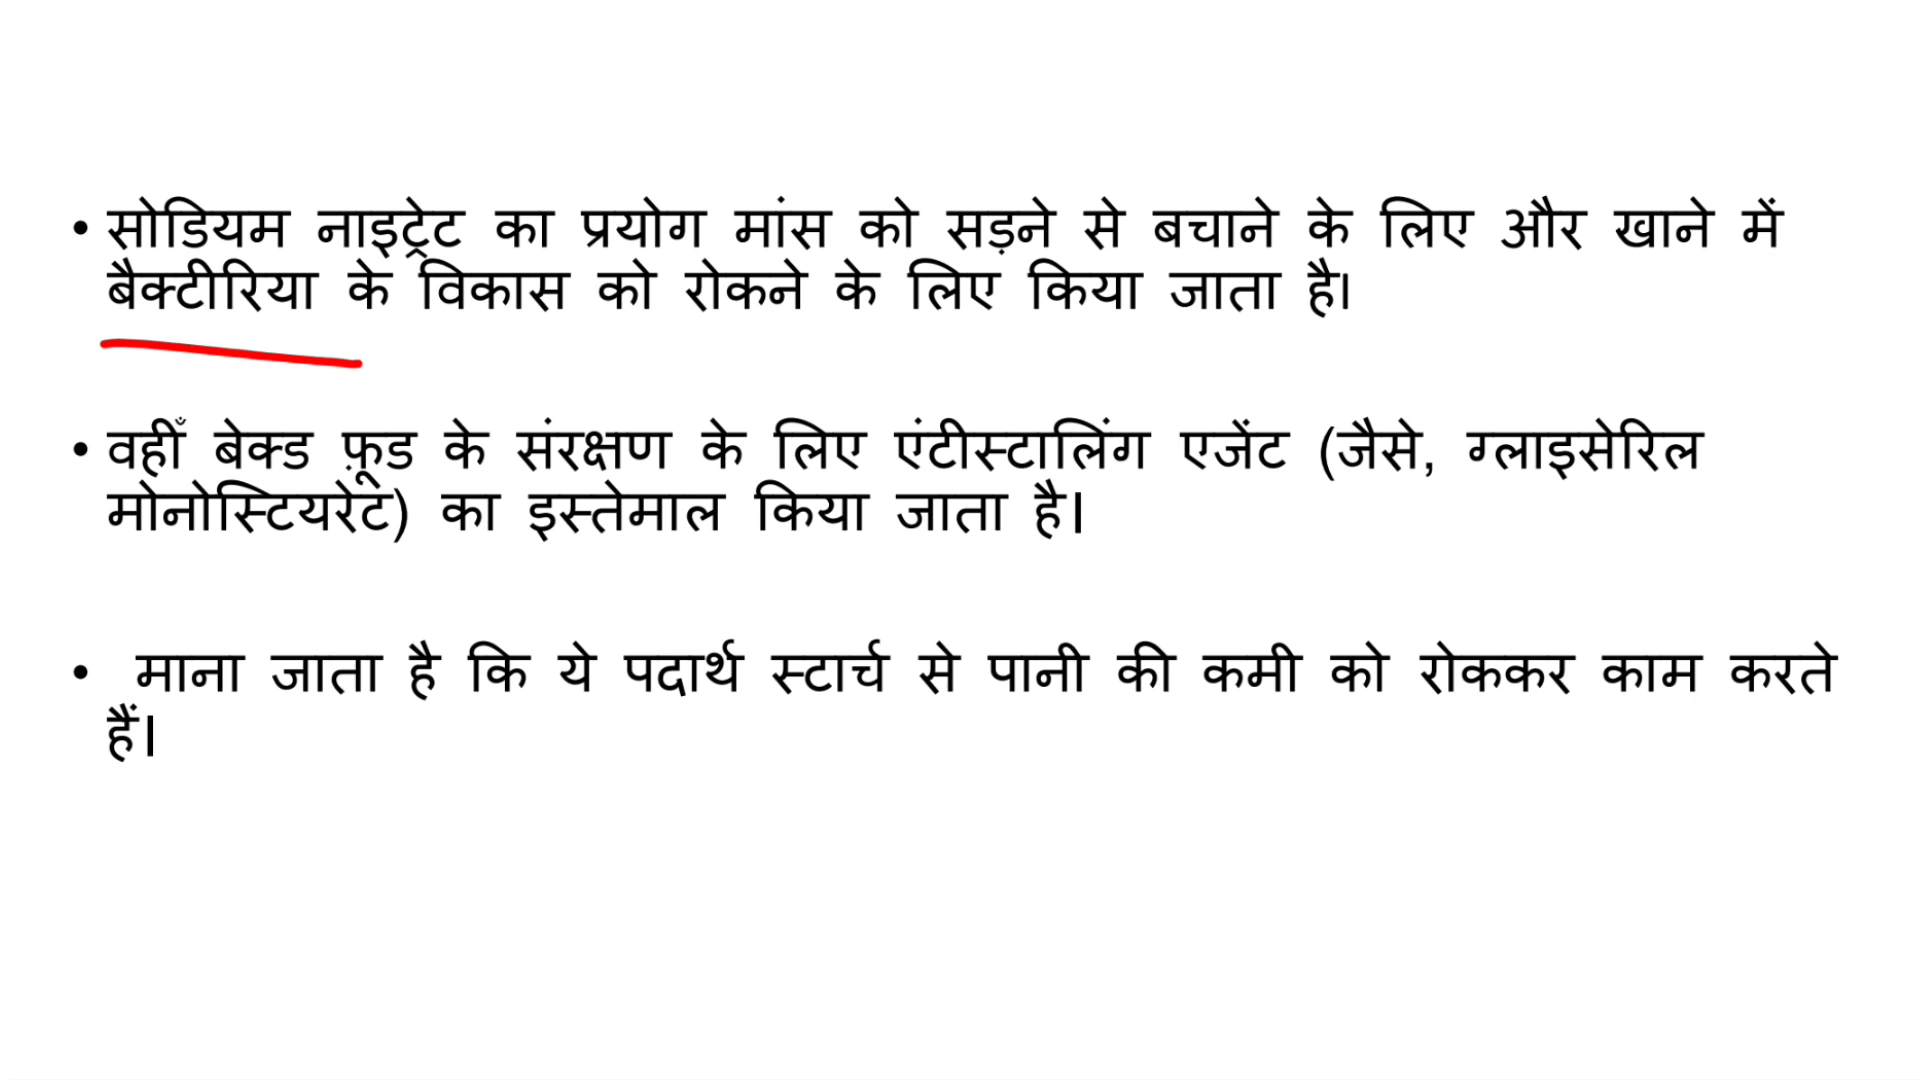 • सोडियम नाइट्रेट का प्रयोग मांस को सड़ने से बचाने के लिए और खाने में
बैक्टीरिया के विकास को रोकने के लिए किया जाता है।
• वहीँ बेक्ड फ़ूड के संरक्षण के लिए एंटीस्टालिंग एजेंट (जैसे, ग्लाइसेरिल
मोनोस्टियरेट) का इस्तेमाल किया जाता है।
• माना जाता है कि ये पदार्थ स्टार्च से पानी की कमी को रोककर काम करते
हैं।